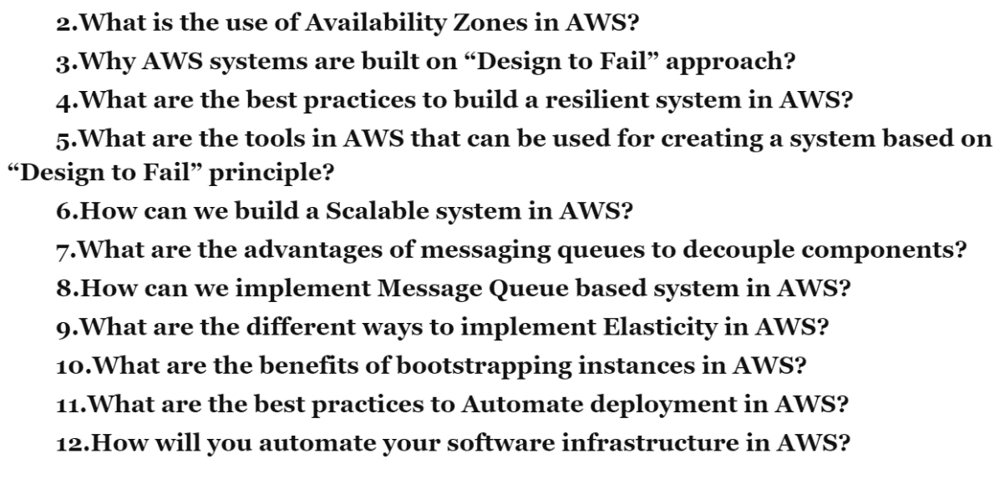 2.What is the use of Availability Zones in AWS?
3.Why AWS systems are built on “Design to Fail” approach?
4.What are the best practices to build a resilient system in AWS?
5.What are the tools in AWS that can be used for creating a system based on
“Design to Fail” principle?
6.How can we build a Scalable system in AWS?
7.What are the advantages of messaging queues to decouple components?
8.How can we implement Message Queue based system in AWS?
9.What are the different ways to implement Elasticity in AWS?
10.What are the benefits of bootstrapping instances in AWS?
11.What are the best practices to Automate deployment in AWS?
12.How will you automate your software infrastructure in AWS?